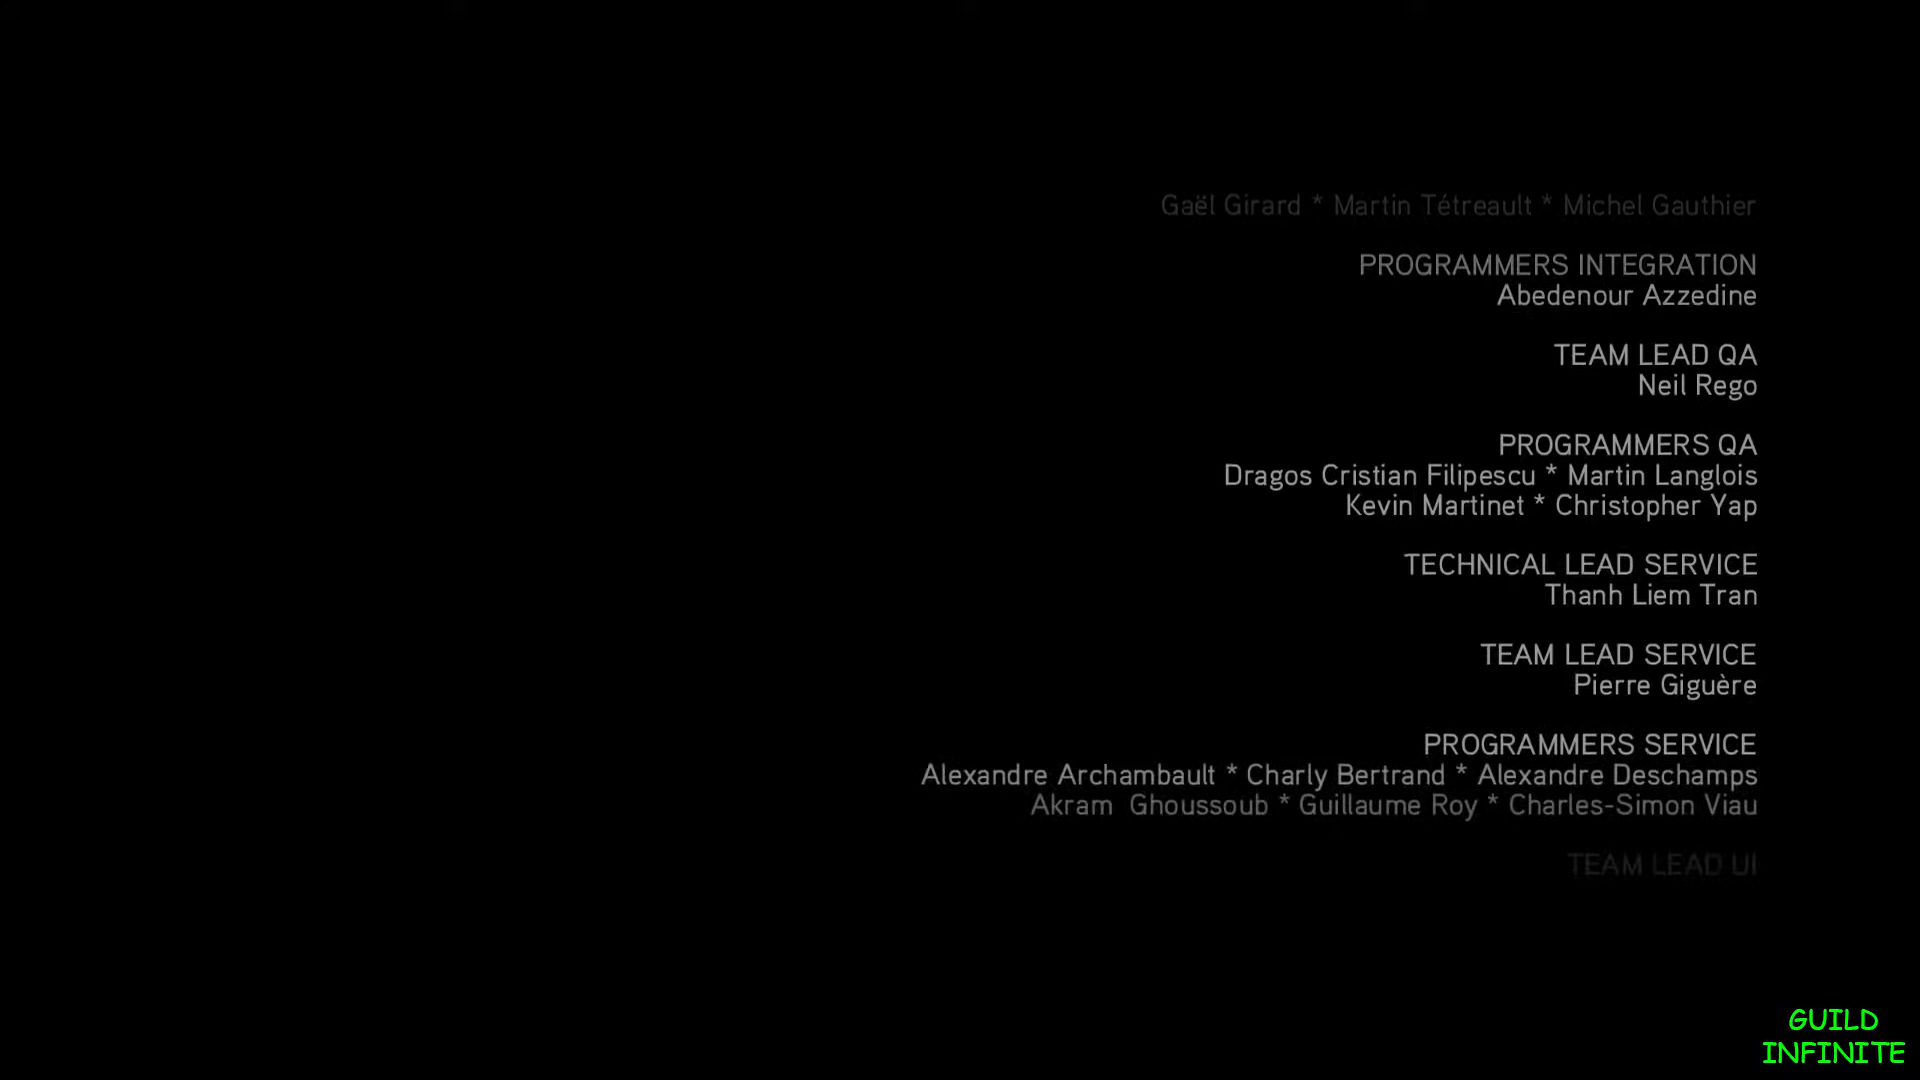 Gaël Girard * Martin Tétreault * Michel Gauthier
PROGRAMMERS INTEGRATION
Abedenour Azzedine
TEAM LEAD QA
Neil Rego
PROGRAMMERS QA
Dragos Cristian Filipescu * Martin Langlois
Kevin Martinet * Christopher Yap
TECHNICAL LEAD SERVICE
Thanh Liem Tran
TEAM LEAD SERVICE
Pierre Giguère
PROGRAMMERS SERVICE
Alexandre Archambault * Charly Bertrand * Alexandre Deschamps
Akram  Ghoussoub * Guillaume Roy * Charles-Simon Viau
TEAM LEAD UI
GUILD
INFINITE